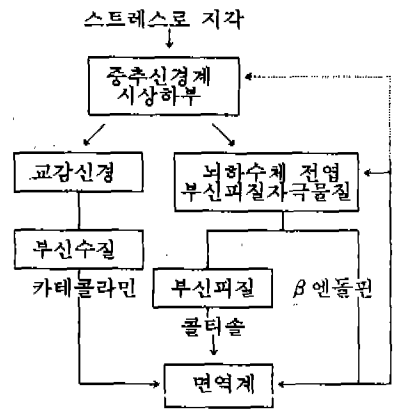 스트레스로 지각
중추신경계
시상하부
교감신경
뇌하수체 전엽
부신피질자극물질
부신수질
카테콜라민
부신피질
β엔돌핀
콜티솔
면역계